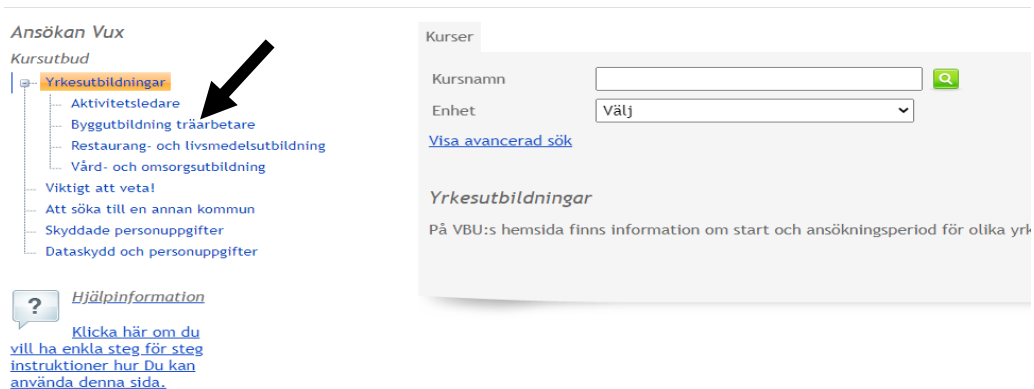 Ansökan Vux
Kursutbud
Yrkesutbildningar
Aktivitetsledare
Byggutbildning träarbetare
Restaurang- och livsmedelsutbildning
Vård- och omsorgsutbildning
Viktigt att veta!
Att söka till en annan kommun
Skyddade personuppgifter
Dataskydd och personuppgifter
?
Hjälpinformation
Klicka här om du
vill ha enkla steg för steg
instruktioner hur Du kan
använda denna sida.
Kurser
Kursnamn
Enhet Välj
Visa avancerad sök
Yrkesutbildningar
På VBU:s hemsida finns information om start och ansökningsperiod för olika yrk